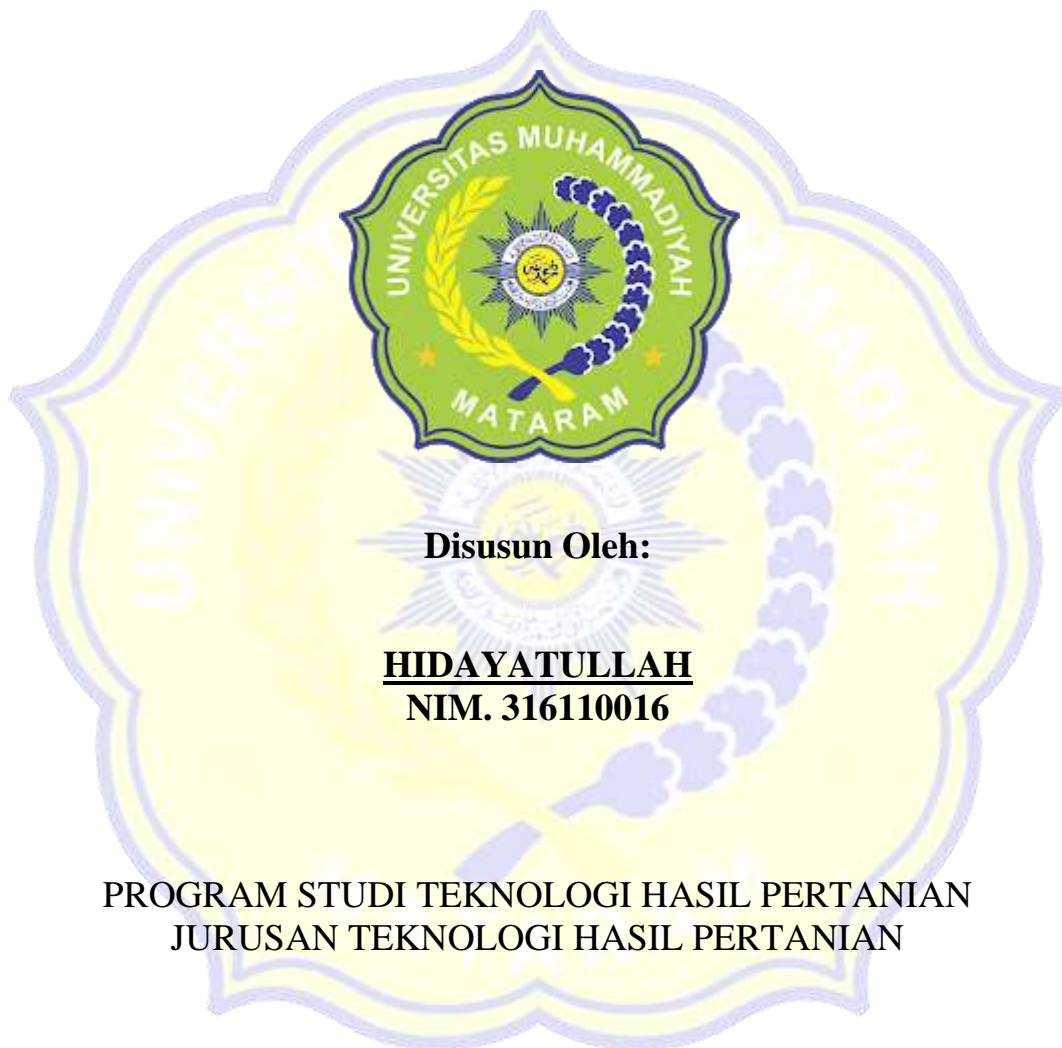 UNIVERSITAS MUHAMMADIYAH
MATARAM
Disusun Oleh:
HIDAYATULLAH
NIM. 316110016
PROGRAM STUDI TEKNOLOGI HASIL PERTANIAN
JURUSAN TEKNOLOGI HASIL PERTANIAN